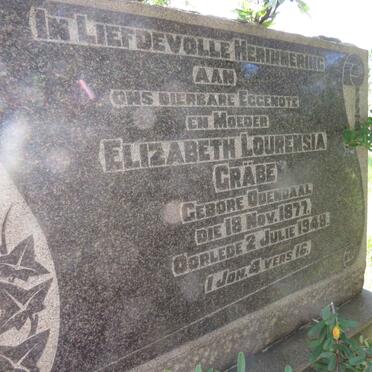 IN LIEFDEVOLLE HERINNERING
AAN
ONS DIERBARE EGGENOTE
EN MOEDER
ELIZABETH LOURENSIA
GRÄBE
GEBORE ODENDAAL
DIE 18 NOV. 1877.
OORLEDE 2 JULIE 1948.
1 JOH. 4 VERS 16.